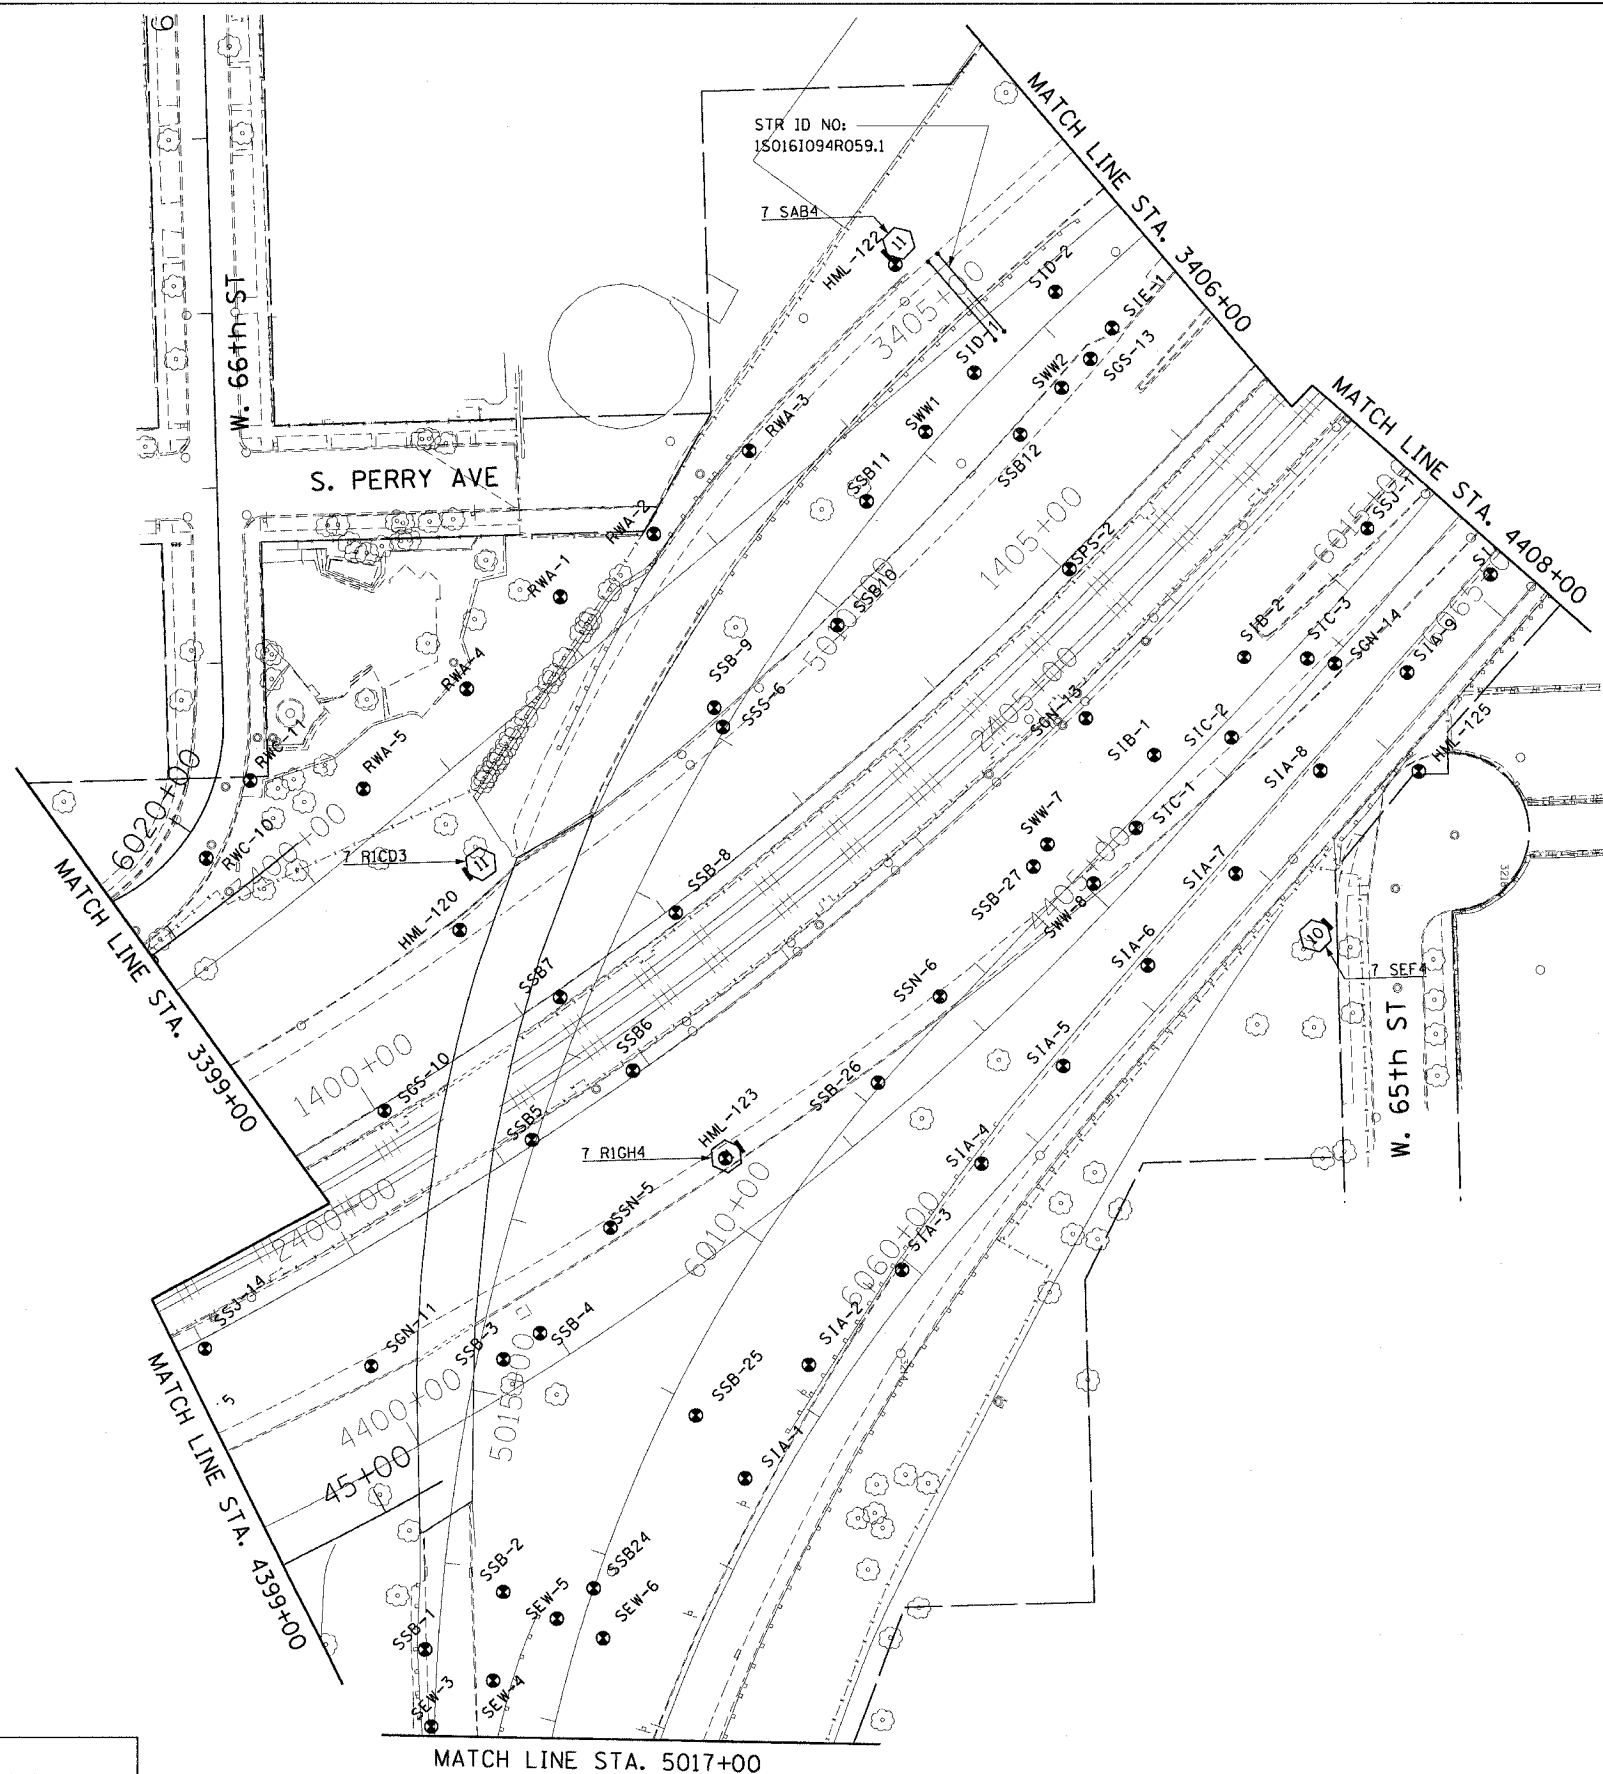 MATCH LINE STA. 3406+00
STR ID NO:
1S016I094R059.1
7 SAB4
11
HML-122
3405+00
SID-2
SIE-1
SID-1
SWW2
SGS-13
W. 66th ST
MATCH LINE STA. 4408+00
RWA-3
SWW1
SSB12
SSB11
S. PERRY AVE
RWA-2
1405+00
SPS-2
6015+00
RWA-1
SSB10
SIB-2
SIC-3
SGN-14
SIA-9
RWA-4
SSB-9
SSS-6
2405+00
SGN-13
SIB-1
SIC-2
HML-125
RWC-11
RWA-5
SIA-8
6020+00
SWW-7
SIC-1
RWC-10
7 R1CD3
11
SSB-8
SSB-27
4405+00
SIA-7
SWW-8
HML-120
SIA-6
10
7 SEF4
MATCH LINE STA. 3399+00
SSB7
SSN-6
SSB6
SIA-5
W. 65th ST
1400+00
SGS-10
SSB-26
SSB5
HML-123
7 R1GH4
SIA-4
6010+00
2400+00
SSN-5
SIA-3
6060+00
SSJ-14
SGN-11
SSB-3
SSB-4
SIA-2
MATCH LINE STA. 4399+00
4400+00
5015+00
SSB-25
SIA-1
45+00
SSB-2
SSB24
SEW-5
SEW-6
SSB-1
SEW-3
SEW-4
MATCH LINE STA. 5017+00